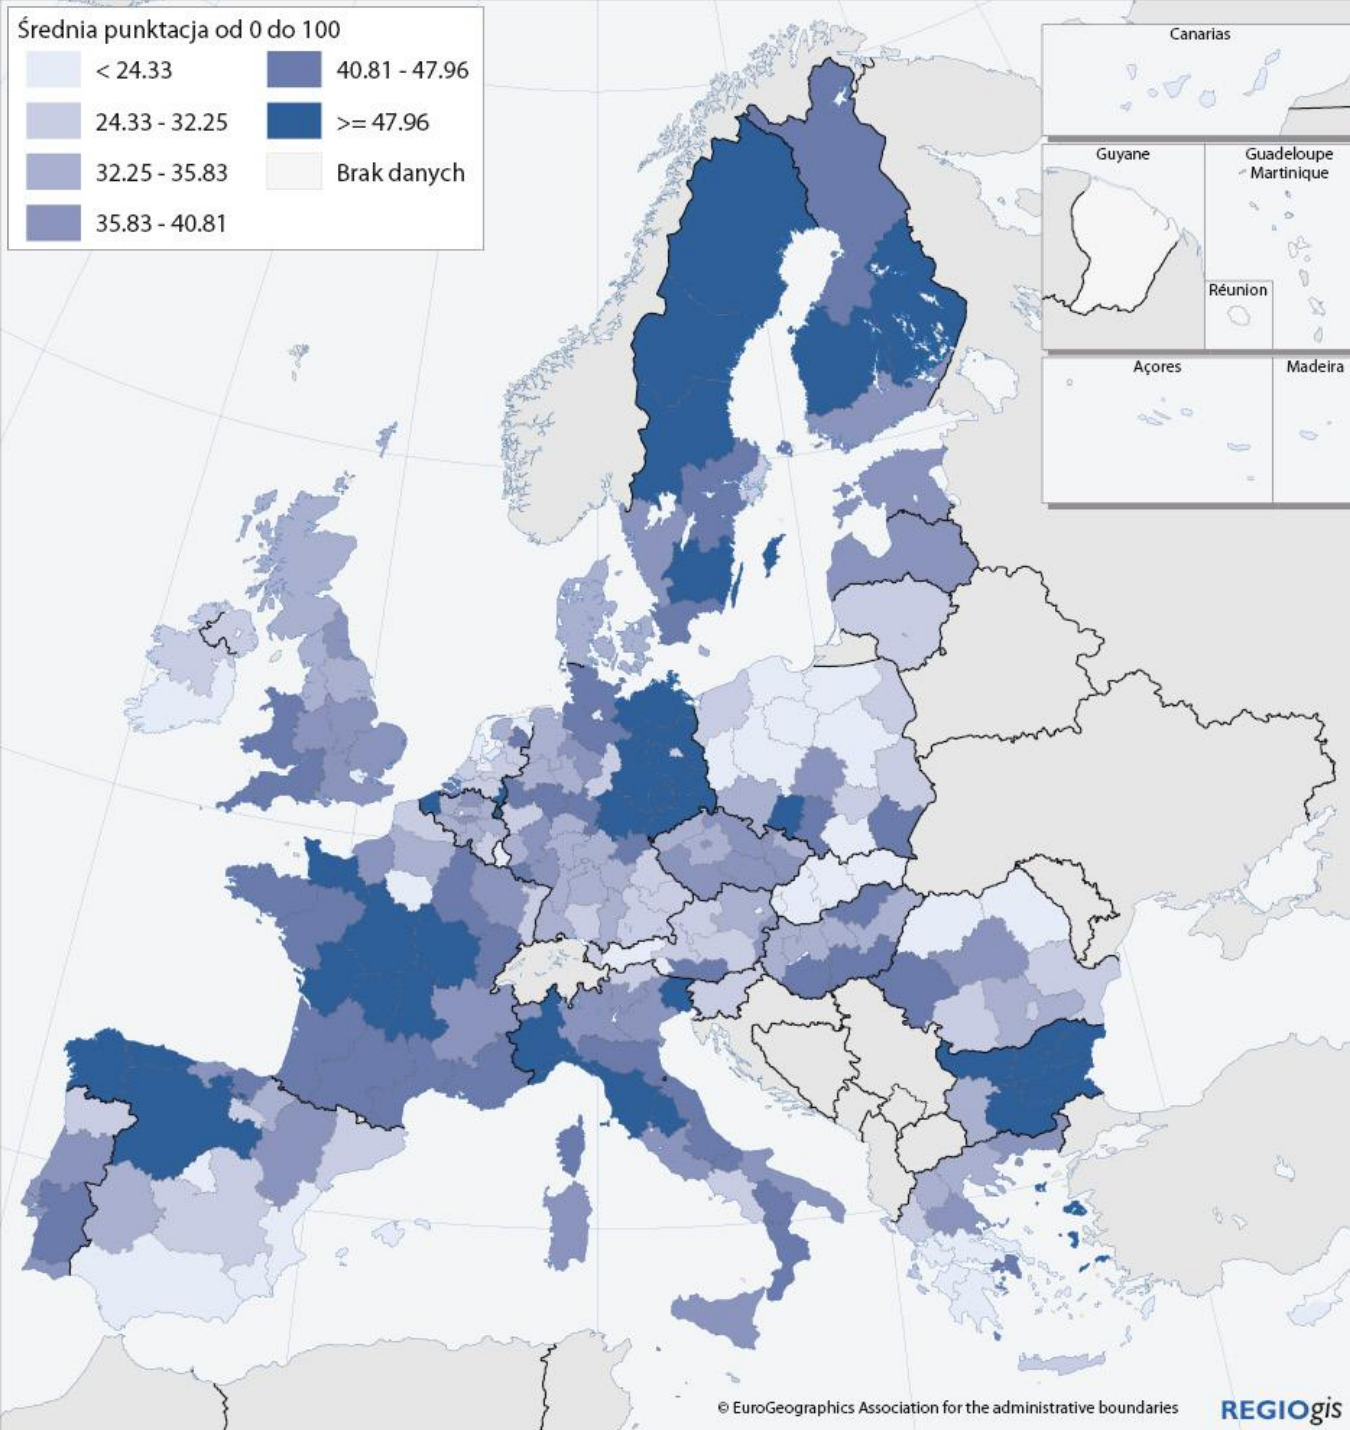 Średnia punktacja od 0 do 100
< 24.33
24.33 - 32.25
32.25 - 35.83
35.83 - 40.81
40.81 - 47.96
>= 47.96
Brak danych
Canarias
Guyane
Guadeloupe
Martinique
Réunion
Açores
Madeira
© EuroGeographics Association for the administrative boundaries
REGIOgis